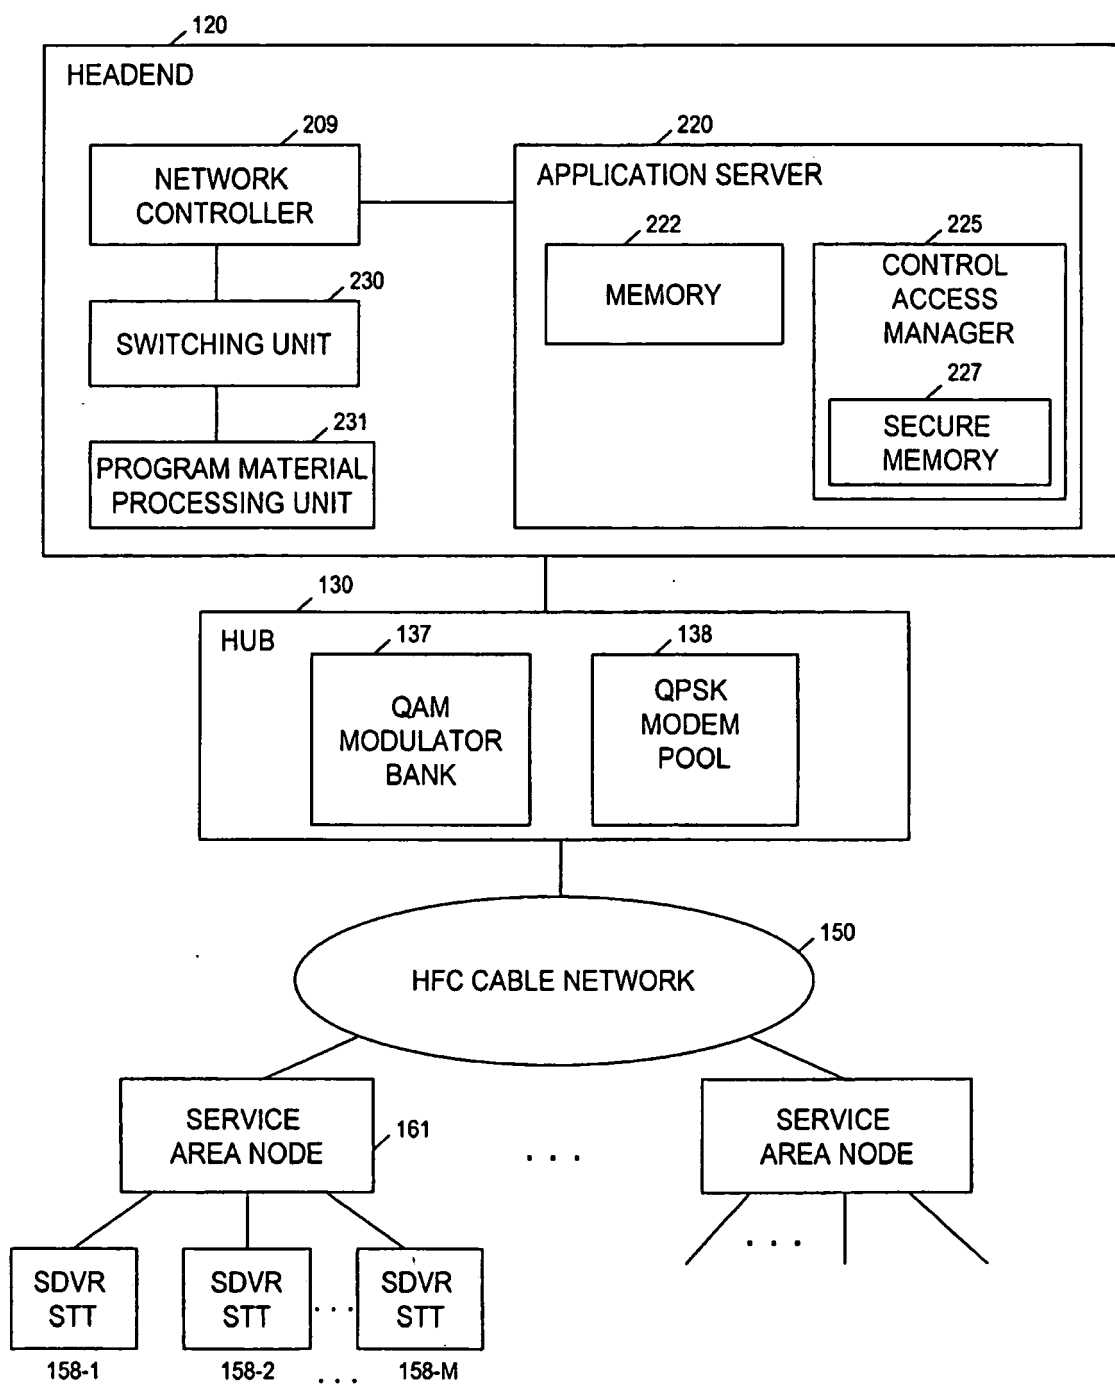 120
HEADEND
209
NETWORK
CONTROLLER
220
APPLICATION SERVER
222
MEMORY
225
CONTROL
ACCESS
MANAGER
227
SECURE
MEMORY
230
SWITCHING UNIT
231
PROGRAM MATERIAL
PROCESSING UNIT
130
HUB
137
QAM
MODULATOR
BANK
138
QPSK
MODEM
POOL
150
HFC CABLE NETWORK
SERVICE
AREA NODE
161
. . .
SERVICE
AREA NODE
. . .
SDVR
STT
SDVR
STT
. . .
SDVR
STT
158-1
158-2
. . .
158-M